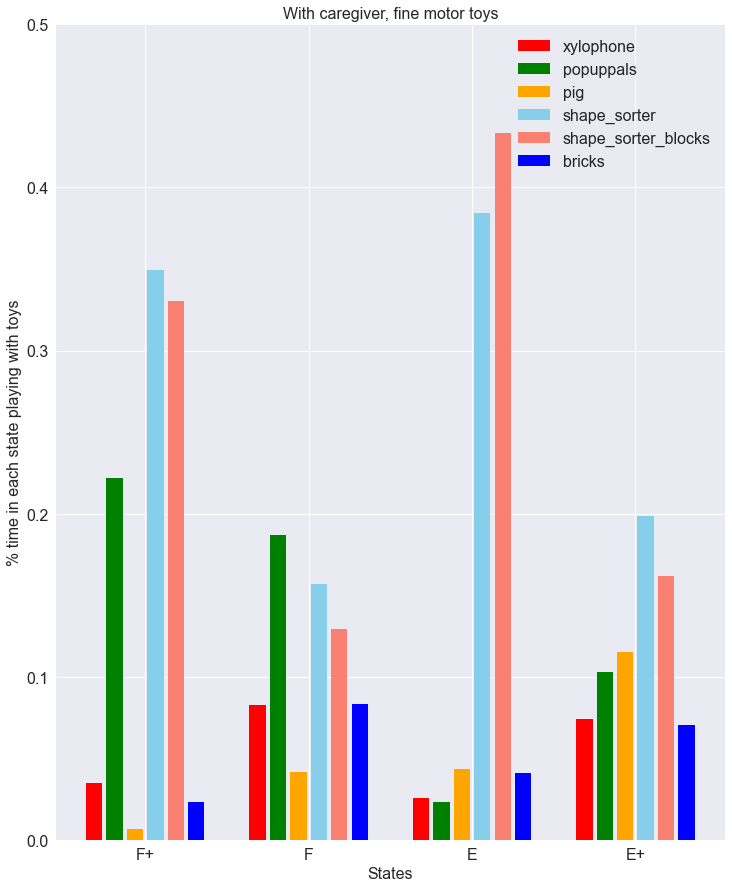 With caregiver, fine motor toys
xylophone
popuppals
pig
shape_sorter
shape_sorter_blocks
bricks
% time in each state playing with toys
0.5
0.4
0.3
0.2
0.1
0.0
F+ F E E+
States